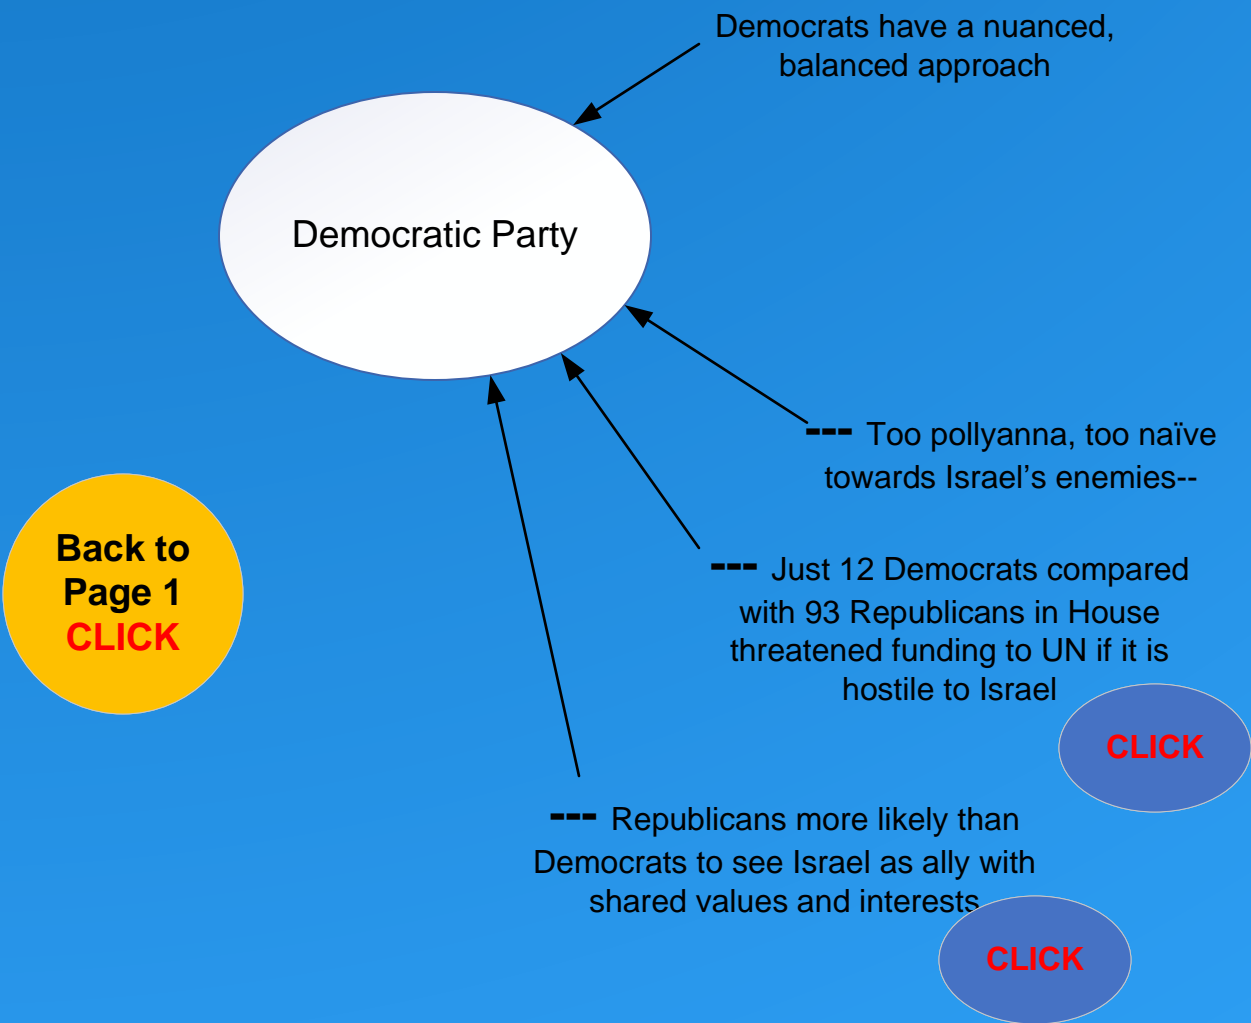 Democrats have a nuanced,
balanced approach
Democratic Party
--- Too pollyanna, too naïve
towards Israel’s enemies--
Back to
Page 1
CLICK
--- Just 12 Democrats compared
with 93 Republicans in House
threatened funding to UN if it is
hostile to Israel
CLICK
--- Republicans more likely than
Democrats to see Israel as ally with
shared values and interests
CLICK